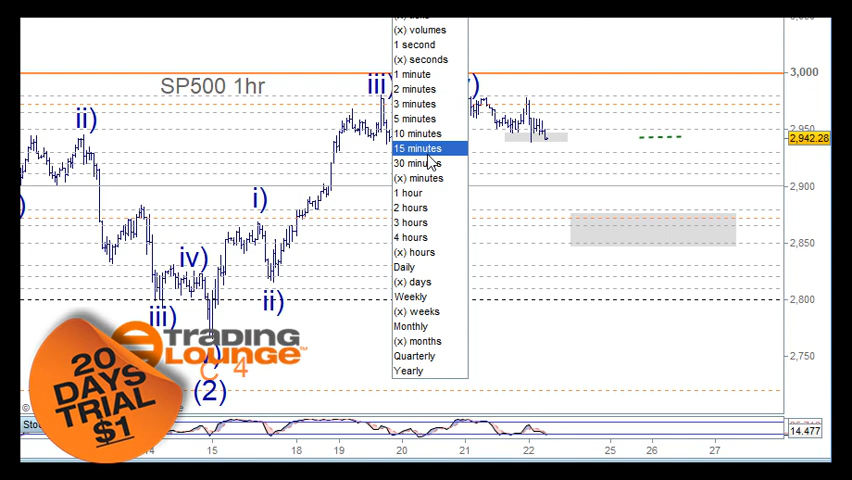 (x) volumes
1 second
(x) seconds
1 minute
2 minutes
3 minutes
5 minutes
10 minutes
15 minutes
30 minutes
(x) minutes
1 hour
2 hours
3 hours
4 hours
(x) hours
Daily
(x) days
Weekly
(x) weeks
Monthly
(x) months
Quarterly
Yearly
SP500 1hr
ii)
iii)
iv)
i)
ii)
iii)
C 4
(2)
3,000
2,950
2,942.28
2,900
2,850
2,800
2,750
TRADING
LOUNGE
20
DAYS
TRIAL
$1
14.477
14
15
18
19
20
21
22
25
26
27